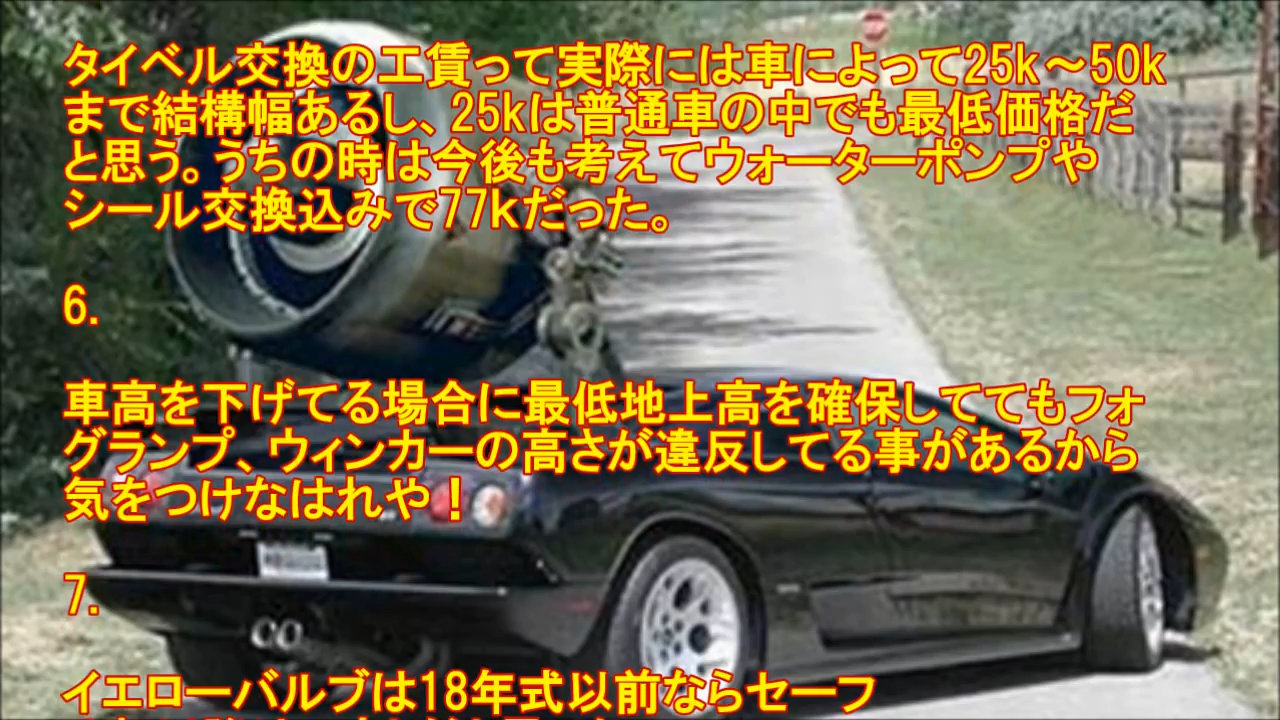 タイベル交換の工賃って実際には車によって25k～50k
まで結構幅あるし、25kは普通車の中でも最低価格だ
と思う。うちの時は今後も考えてウォーターポンプや
シール交換込みで77kだった。
6.
車高を下げてる場合に最低地上高を確保しててもフォ
グランプ、ウィンカーの高さが違反してる事があるから
気をつけなはれや！
7.
イエローバルブは18年式以前ならセーフ